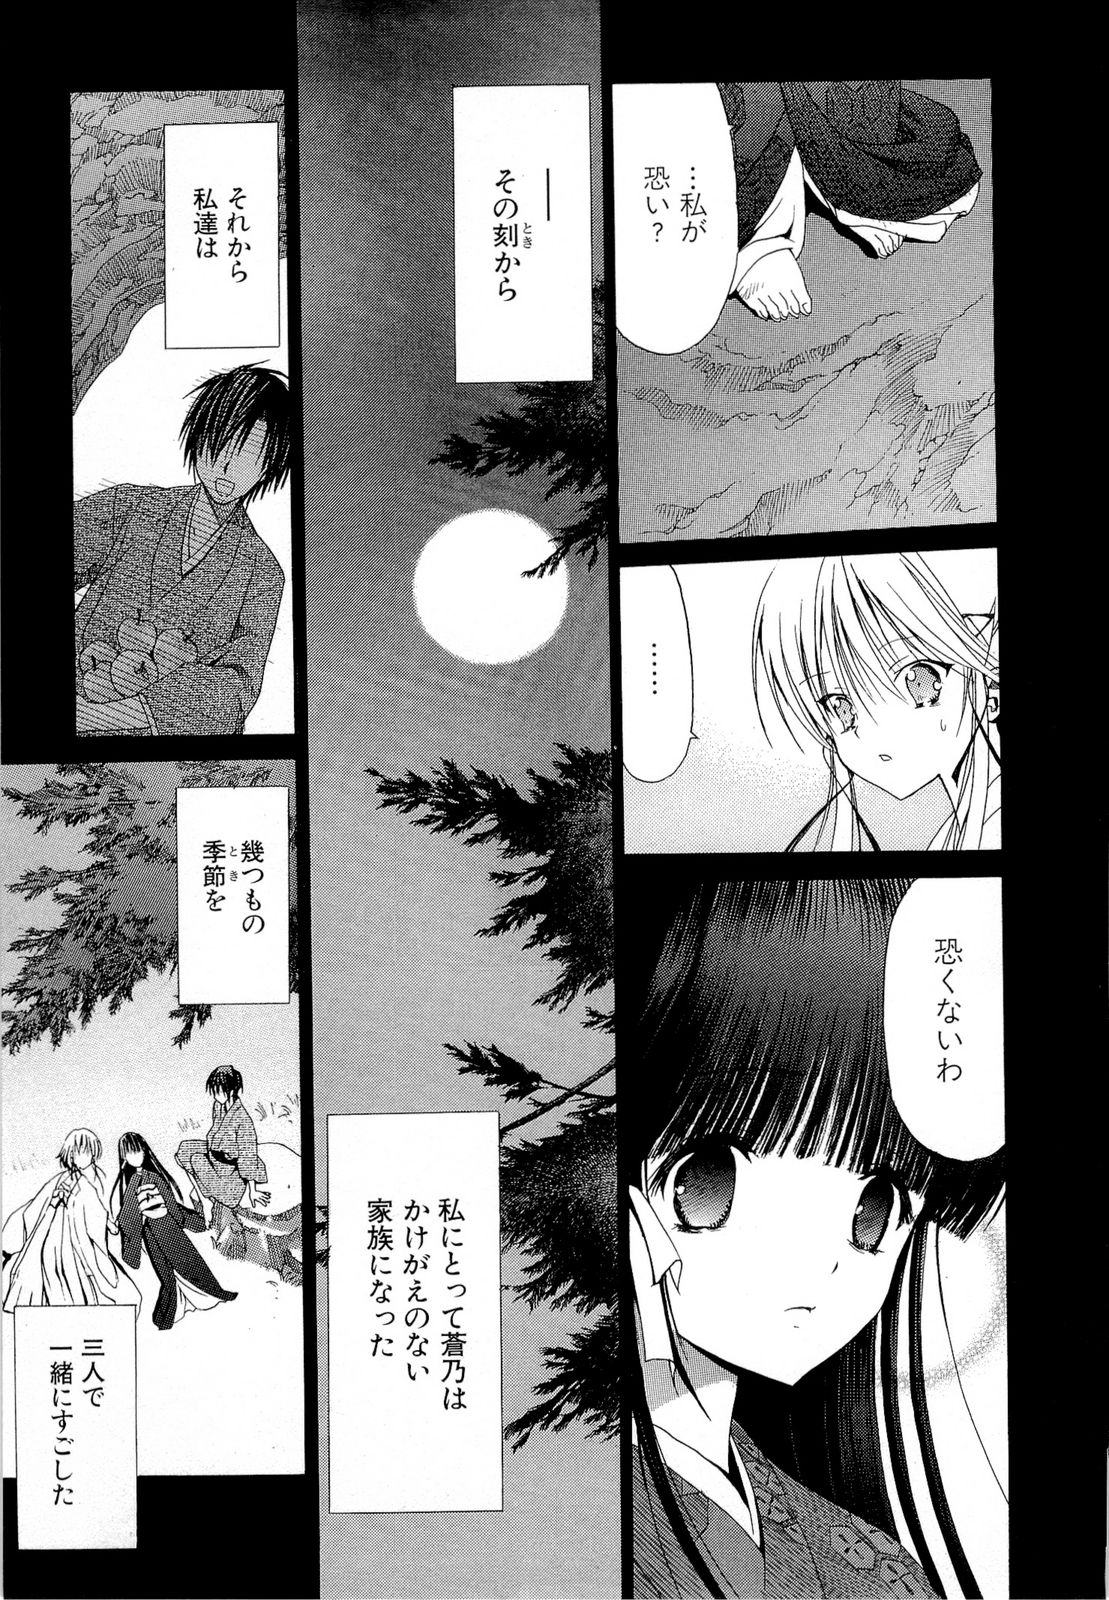 …私が
恐い?
……
恐くないわ
――
その刻から
とき
私にとって蒼乃は
かけがえのない
家族になった
それから
私達は
幾つもの
季節を
とき
三人で
一緒にすごした